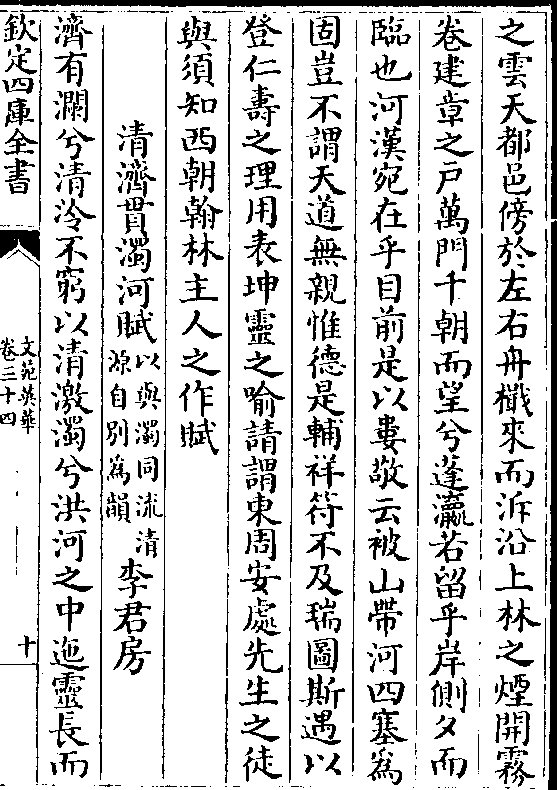 之雲天都邑傍於左右舟檝來而泝沿上林之煙開霧
卷建章之戸萬門千朝而望兮蓬瀛若留乎岸側夕而
臨也河漢宛在乎目前是以婁敬云被山帶河四塞為
固豈不謂天道無親惟德是輔祥符不及瑞圖斯遇以
登仁壽之理用表坤靈之喻請謂東周安處先生之徒
與須知西朝翰林主人之作賦
清濟貫濁河賦以與濁同流清源自別為韻李君房
濟有瀾兮清泠不窮以清激濁兮洪河之中迤靈長而
欽定四庫全書
文苑英華
卷三十四
十